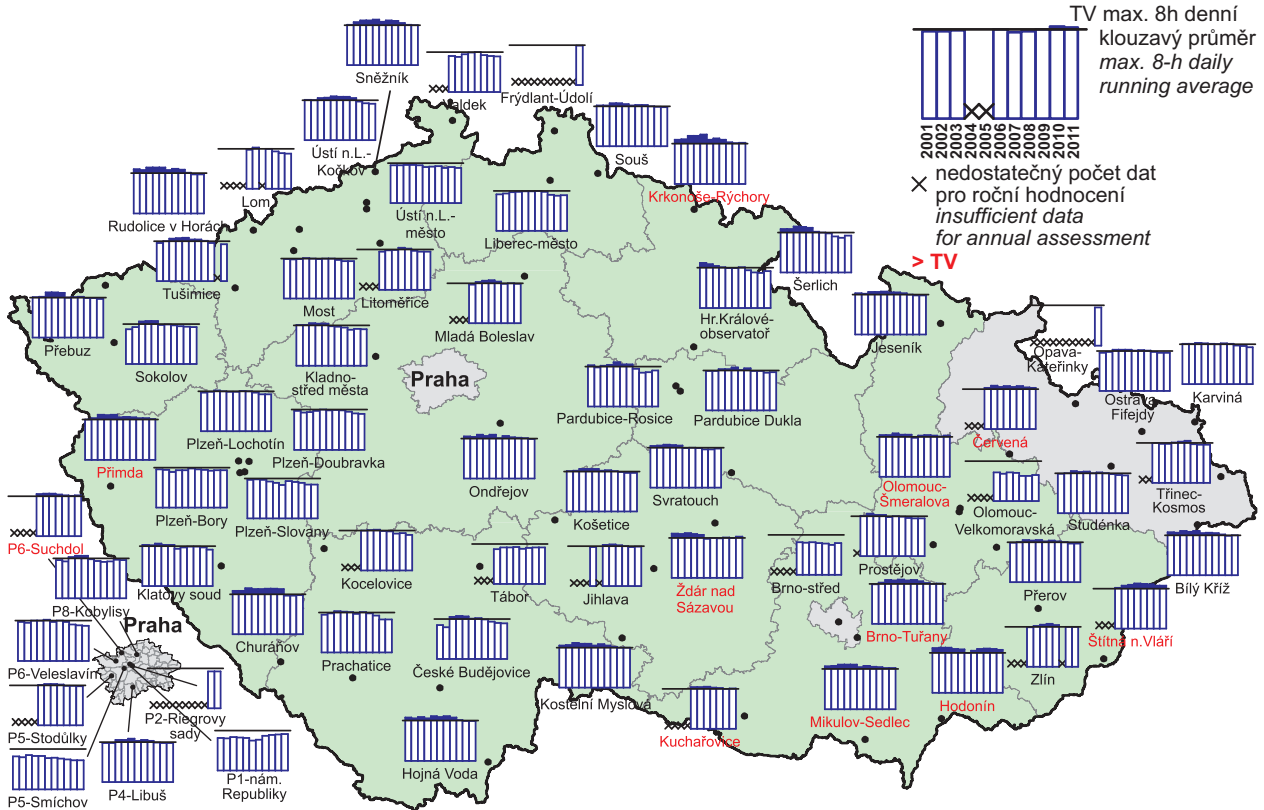 TV max. 8h denní
klouzavý průměr
max. 8-h daily
running average
2001
2002
2003
2004
2005
2006
2007
2008
2009
2010
2011
nedostatečný počet dat
pro roční hodnocení
insufficient data
for annual assessment
> TV
Sněžník
Valdek
Frýdlant-Údolí
Ústí n.L.-
Kočkov
Souš
Lom
Rudolice v Horách
Ústí n.L.-
město
Liberec-město
Krkonoše-Rýchory
Tušimice
Most
Litoměřice
Šerlich
Mladá Boleslav
Hr.Králové-
observatoř
Jeseník
Přebuz
Sokolov
Kladno-
střed města
Praha
Opava-
Kateřinky
Ostrava
Fifejdy
Karviná
Plzeň-Lochotín
Pardubice-Rosice
Pardubice Dukla
Plzeň-Doubravka
Červená
Přimda
Ondřejov
Svratouch
Olomouc-
Šmeralova
Třinec-
Kosmos
Plzeň-Bory
Plzeň-Slovany
Košetice
Olomouc-
Velkomoravská
Studénka
P6-Suchdol
Klatovy soud
Kocelovice
Tábor
Jihlava
Žďár nad
Sázavou
Brno-střed
Prostějov
Přerov
Bílý Kříž
P8-Kobylisy
Praha
Churáňov
Prachatice
České Budějovice
Brno-Tuřany
Štítná n.Vláří
P6-Veleslavín
Kostelní Myslová
Zlín
P2-Riegrovy
sady
Mikulov-Sedlec
Hodonín
P5-Stodůlky
Kuchařovice
Hojná Voda
P5-Smíchov
P4-Libuš
P1-nám.
Republiky